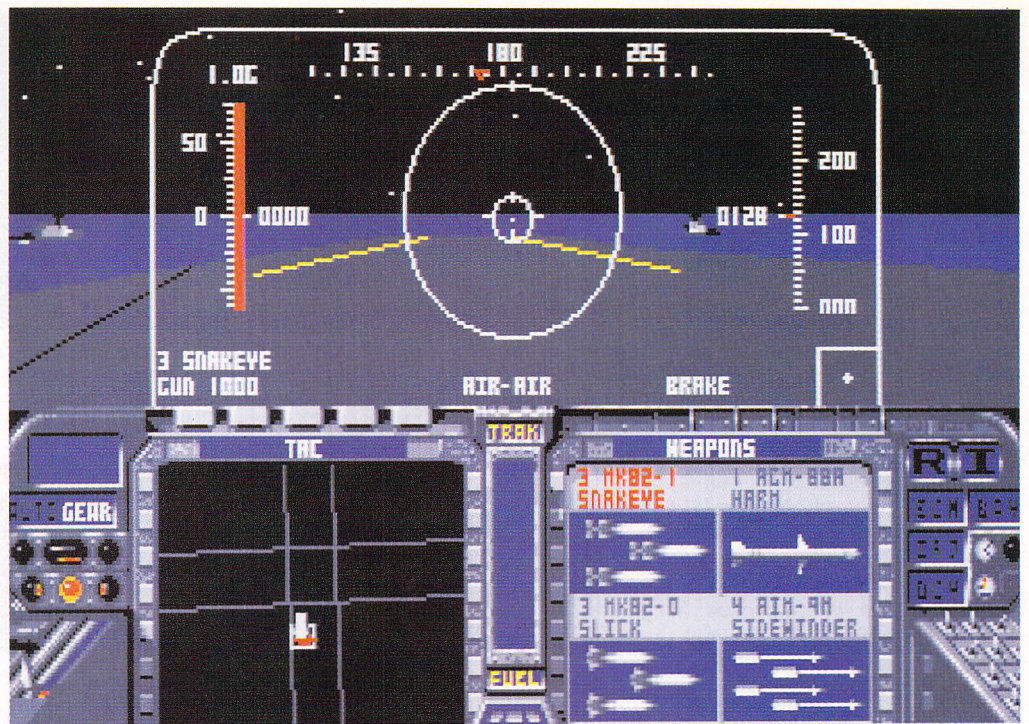 135 180 225
1.0G
50
200
0 0000
0128
100
000
3 SNAKEYE
GUN 1000 AIR-AIR BRAKE
TRAK
TAC
WEAPONS
R I
3 MK82-1
SNAKEYE
1 AGM-88A
HARM
AUTO GEAR
ECM BAY
3 MK82-0
SLICK
4 AIM-9M
SIDEWINDER
FUEL